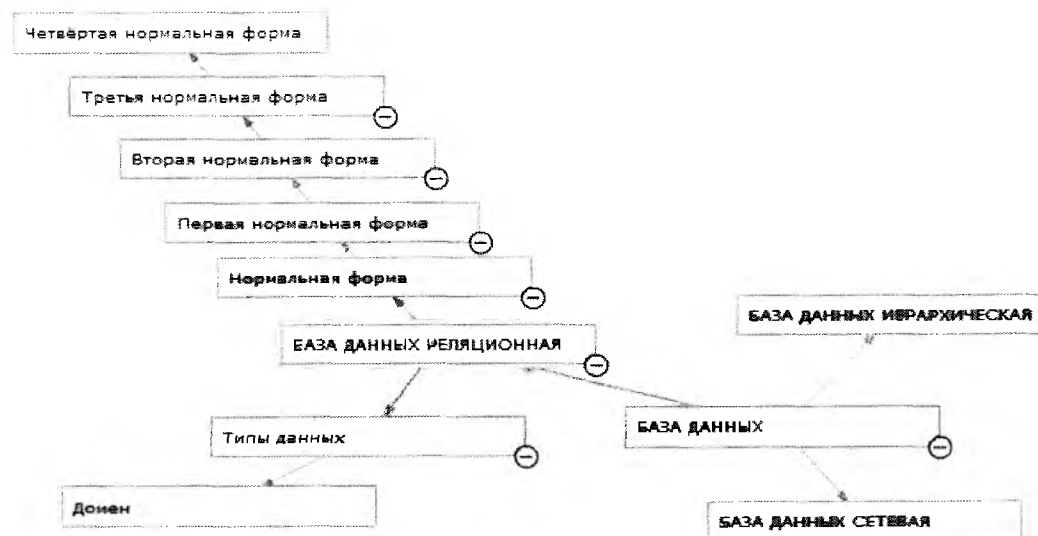 Четвёртая нормальная форма
Третья нормальная форма
Вторая нормальная форма
Первая нормальная форма
Нормальная форма
БАЗА ДАННЫХ ИЕРАРХИЧЕСКАЯ
БАЗА ДАННЫХ РЕЛЯЦИОННАЯ
Типы данных
БАЗА ДАННЫХ
Домен
БАЗА ДАННЫХ СЕТЕВАЯ